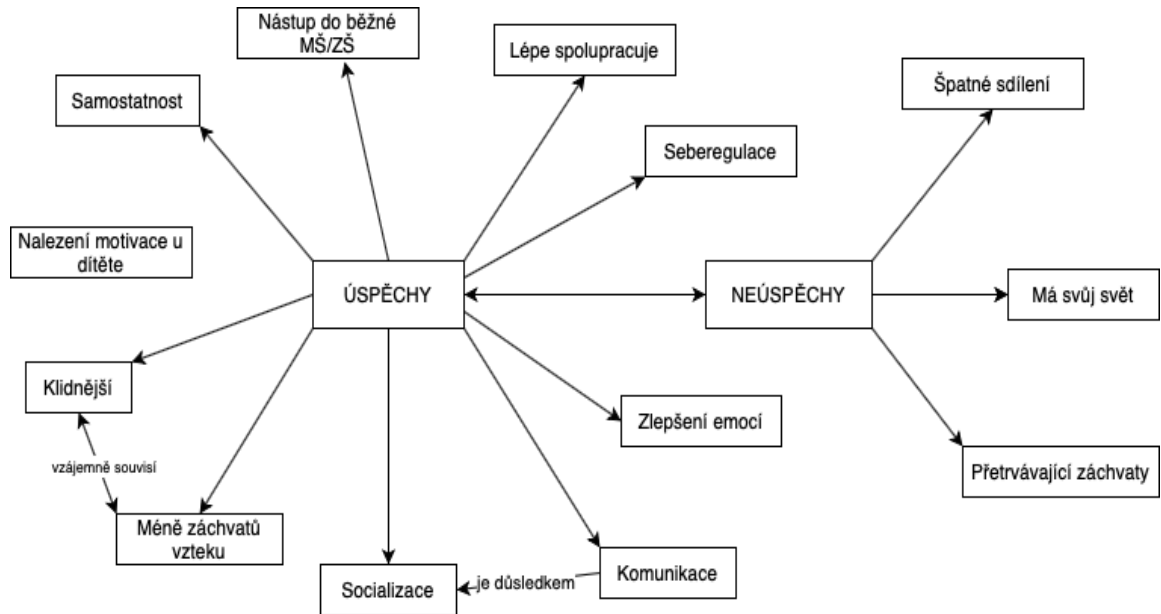 Nástup do běžné
MŠ/ZŠ
Lépe spolupracuje
Špatné sdílení
Samostatnost
Seberegulace
Nalezení motivace u
dítěte
ÚSPĚCHY
NEÚSPĚCHY
Má svůj svět
Klidnější
Zlepšení emocí
vzájemně souvisí
Přetrvávající záchvaty
Méně záchvatů
vzteku
Socializace
je důsledkem
Komunikace